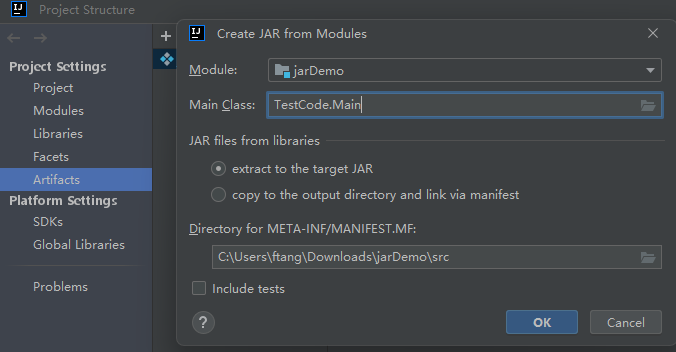 Project Structure
Project Settings
Project
Modules
Libraries
Facets
Artifacts
Platform Settings
SDKs
Global Libraries
Problems
Create JAR from Modules
Module: jarDemo
Main Class: TestCode.Main
JAR files from libraries
extract to the target JAR
copy to the output directory and link via manifest
Directory for META-INF/MANIFEST.MF:
C:\Users\ftang\Downloads\jarDemo\src
Include tests
? OK Cancel